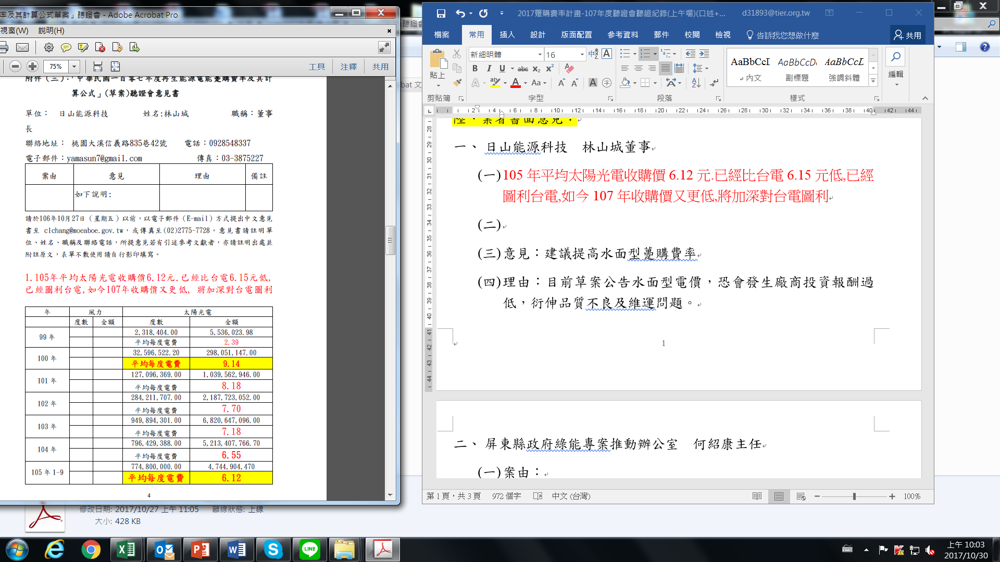 率及其計算公式草案」聽證會 - Adobe Acrobat Pro
視窗(W) 說明(H)
75%
工具 注釋 共用
附件(三):「中華民國一百零七年度再生能源電能躉購費率及其計
算公式」(草案)聽證會意見書
單位： 日山能源科技 姓名:林山城 職稱：董事
長
聯絡地址： 桃園大溪信義路835巷42號 電話：0928548337
電子郵件：yamasun7@gmail.com 傳真：03-3875227
案由 意見 理由 備註
如下說明:
請於106年10月27日（星期五）以前，以電子郵件（E-mail）方式提出中文意見
書至 clchang@moeaboe.gov.tw，或傳真至(02)2775-7728。意見書請註明單
位、姓名、職稱及聯絡電話，所提意見若有引述參考文獻者，亦請註明出處並
附註原文，表單不敷使用請自行影印填寫。
1.105年平均太陽光電收購價6.12元.已經比台電6.15元低,
已經圖利台電,如今107年收購價又更低, 將加深對台電圖利
年 風力 太陽光電
度數 金額 度數 金額
99 年 2,318,404.00 5,536,023.98
平均每度電費 2.39
100 年 32,596,522.20 298,051,147.00
平均每度電費 9.14
101 年 127,096,369.00 1,039,562,946.00
平均每度電費 8.18
102 年 284,211,707.00 2,187,723,052.00
平均每度電費 7.70
103 年 949,894,301.00 6,820,647,096.00
平均每度電費 7.18
104 年 796,429,388.00 5,213,407,766.70
平均每度電費 6.55
105 年 1-9 774,800,000.00 4,744,904,470
平均每度電費 6.12
4
修改日期: 2017/10/27 上午 11:05 離線狀態: 上線
大小: 428 KB
2017躉購費率計畫-107年度聽證會聽證紀錄(上午場)(口述+... d31893@tier.org.tw
檔案 常用 插入 設計 版面配置 參考資料 郵件 校閱 檢視 告訴我您想做什麼 共用
貼上
新細明體 16
AaBbCcI AaBbCcD AaBbCcD
內文 副標題 強調斜體
編輯
剪貼簿 字型 段落 樣式
陸、業者書面意見：
一、 日山能源科技 林山城董事
(一) 105 年平均太陽光電收購價 6.12 元.已經比台電 6.15 元低,已經
圖利台電,如今 107 年收購價又更低,將加深對台電圖利
(二)
(三) 意見：建議提高水面型躉購費率
(四) 理由：目前草案公告水面型電價，恐會發生廠商投資報酬過
低，衍伸品質不良及維運問題。
1
二、 屏東縣政府綠能專案推動辦公室 何紹康主任
(一) 案由：
第 1 頁，共 3 頁 972 個字 中文 (台灣) 100%
上午 10:03
2017/10/30